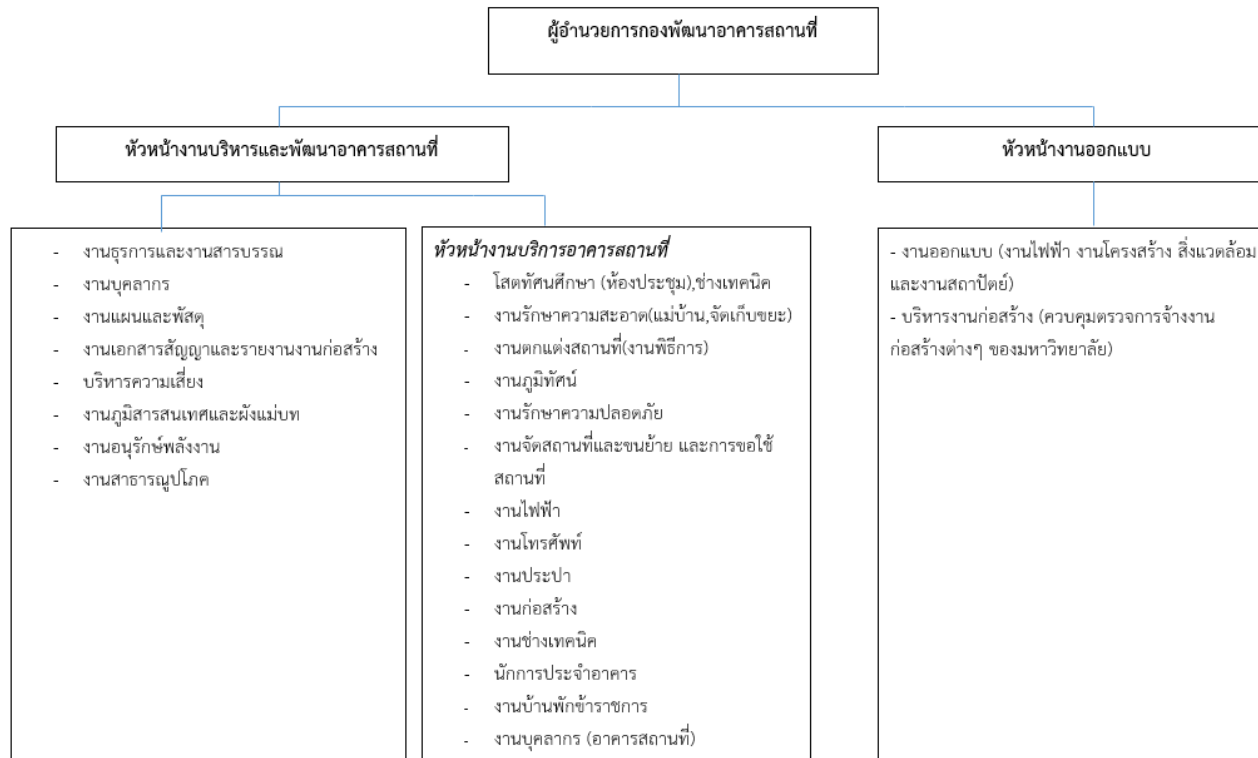 ผู้อำนวยการกองพัฒนาอาคารสถานที่
หัวหน้างานบริหารและพัฒนาอาคารสถานที่
หัวหน้างานออกแบบ
- งานธุรการและงานสารบรรณ
- งานบุคลากร
- งานแผนและพัสดุ
- งานเอกสารสัญญาและรายงานงานก่อสร้าง
- บริหารความเสี่ยง
- งานภูมิสารสนเทศและผังแม่บท
- งานอนุรักษ์พลังงาน
- งานสาธารณูปโภค
หัวหน้างานบริการอาคารสถานที่
- โสตทัศนศึกษา (ห้องประชุม),ช่างเทคนิค
- งานรักษาความสะอาด(แม่บ้าน,จัดเก็บขยะ)
- งานตกแต่งสถานที่(งานพิธีการ)
- งานภูมิทัศน์
- งานรักษาความปลอดภัย
- งานจัดสถานที่และขนย้าย และการขอใช้
สถานที่
- งานไฟฟ้า
- งานโทรศัพท์
- งานประปา
- งานก่อสร้าง
- งานช่างเทคนิค
- นักการประจำอาคาร
- งานบ้านพักข้าราชการ
- งานบุคลากร (อาคารสถานที่)
- งานออกแบบ (งานไฟฟ้า งานโครงสร้าง สิ่งแวดล้อม
และงานสถาปัตย์)
- บริหารงานก่อสร้าง (ควบคุมตรวจการจ้างงาน
ก่อสร้างต่างๆ ของมหาวิทยาลัย)